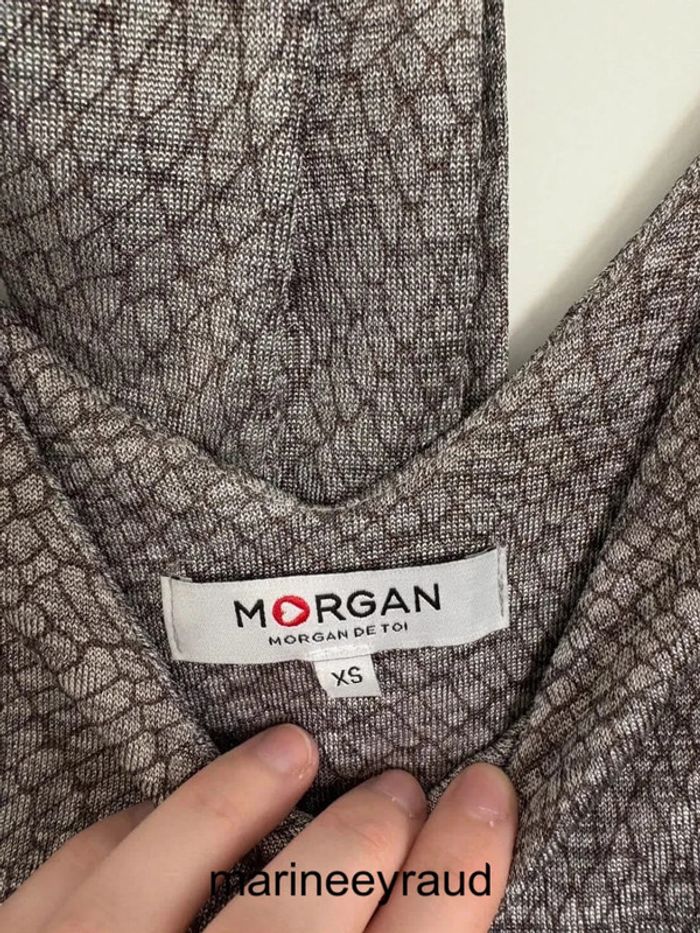 MORGAN
MORGAN DE TOI
XS
marineeyraud